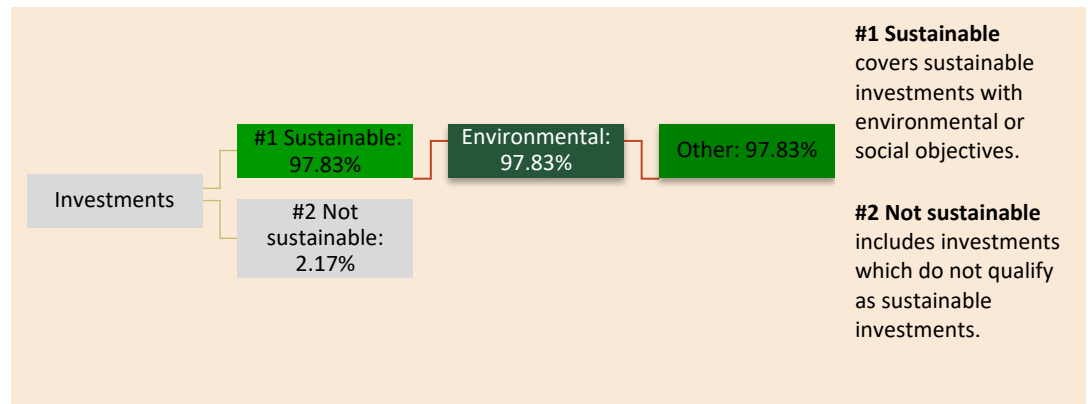 Investments
#1 Sustainable:
97.83%
#2 Not
sustainable:
2.17%
Environmental:
97.83%
Other: 97.83%
#1 Sustainable
covers sustainable
investments with
environmental or
social objectives.
#2 Not sustainable
includes investments
which do not qualify
as sustainable
investments.